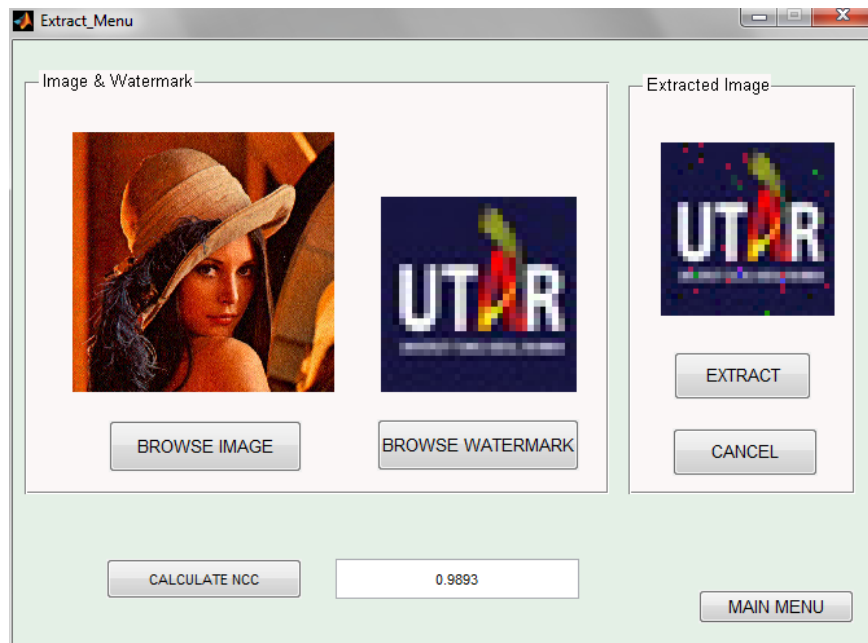 Extract_Menu
Image & Watermark
Extracted Image
UTAR
UTAR
BROWSE IMAGE
BROWSE WATERMARK
EXTRACT
CANCEL
CALCULATE NCC
0.9893
MAIN MENU